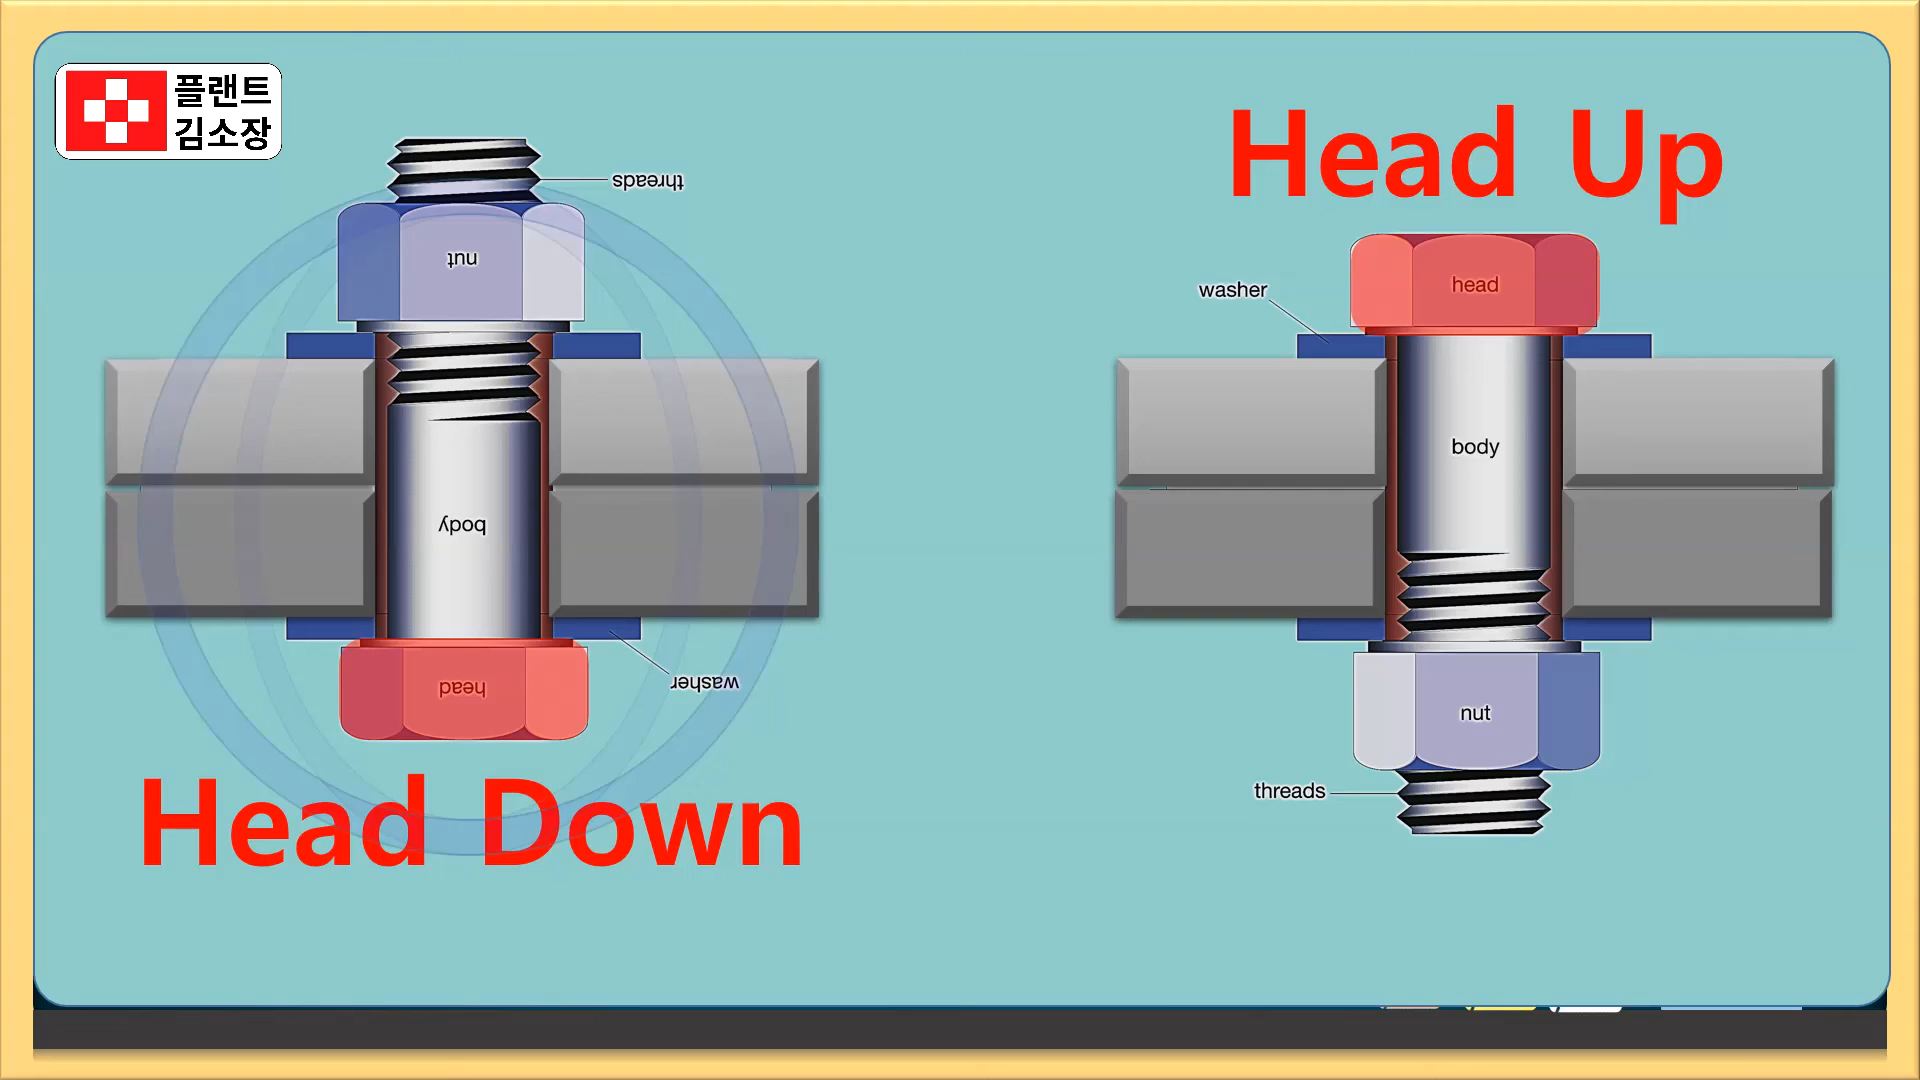 플랜트
김소장
threads
nut
body
head
washer
Head Down
Head Up
washer
head
body
nut
threads